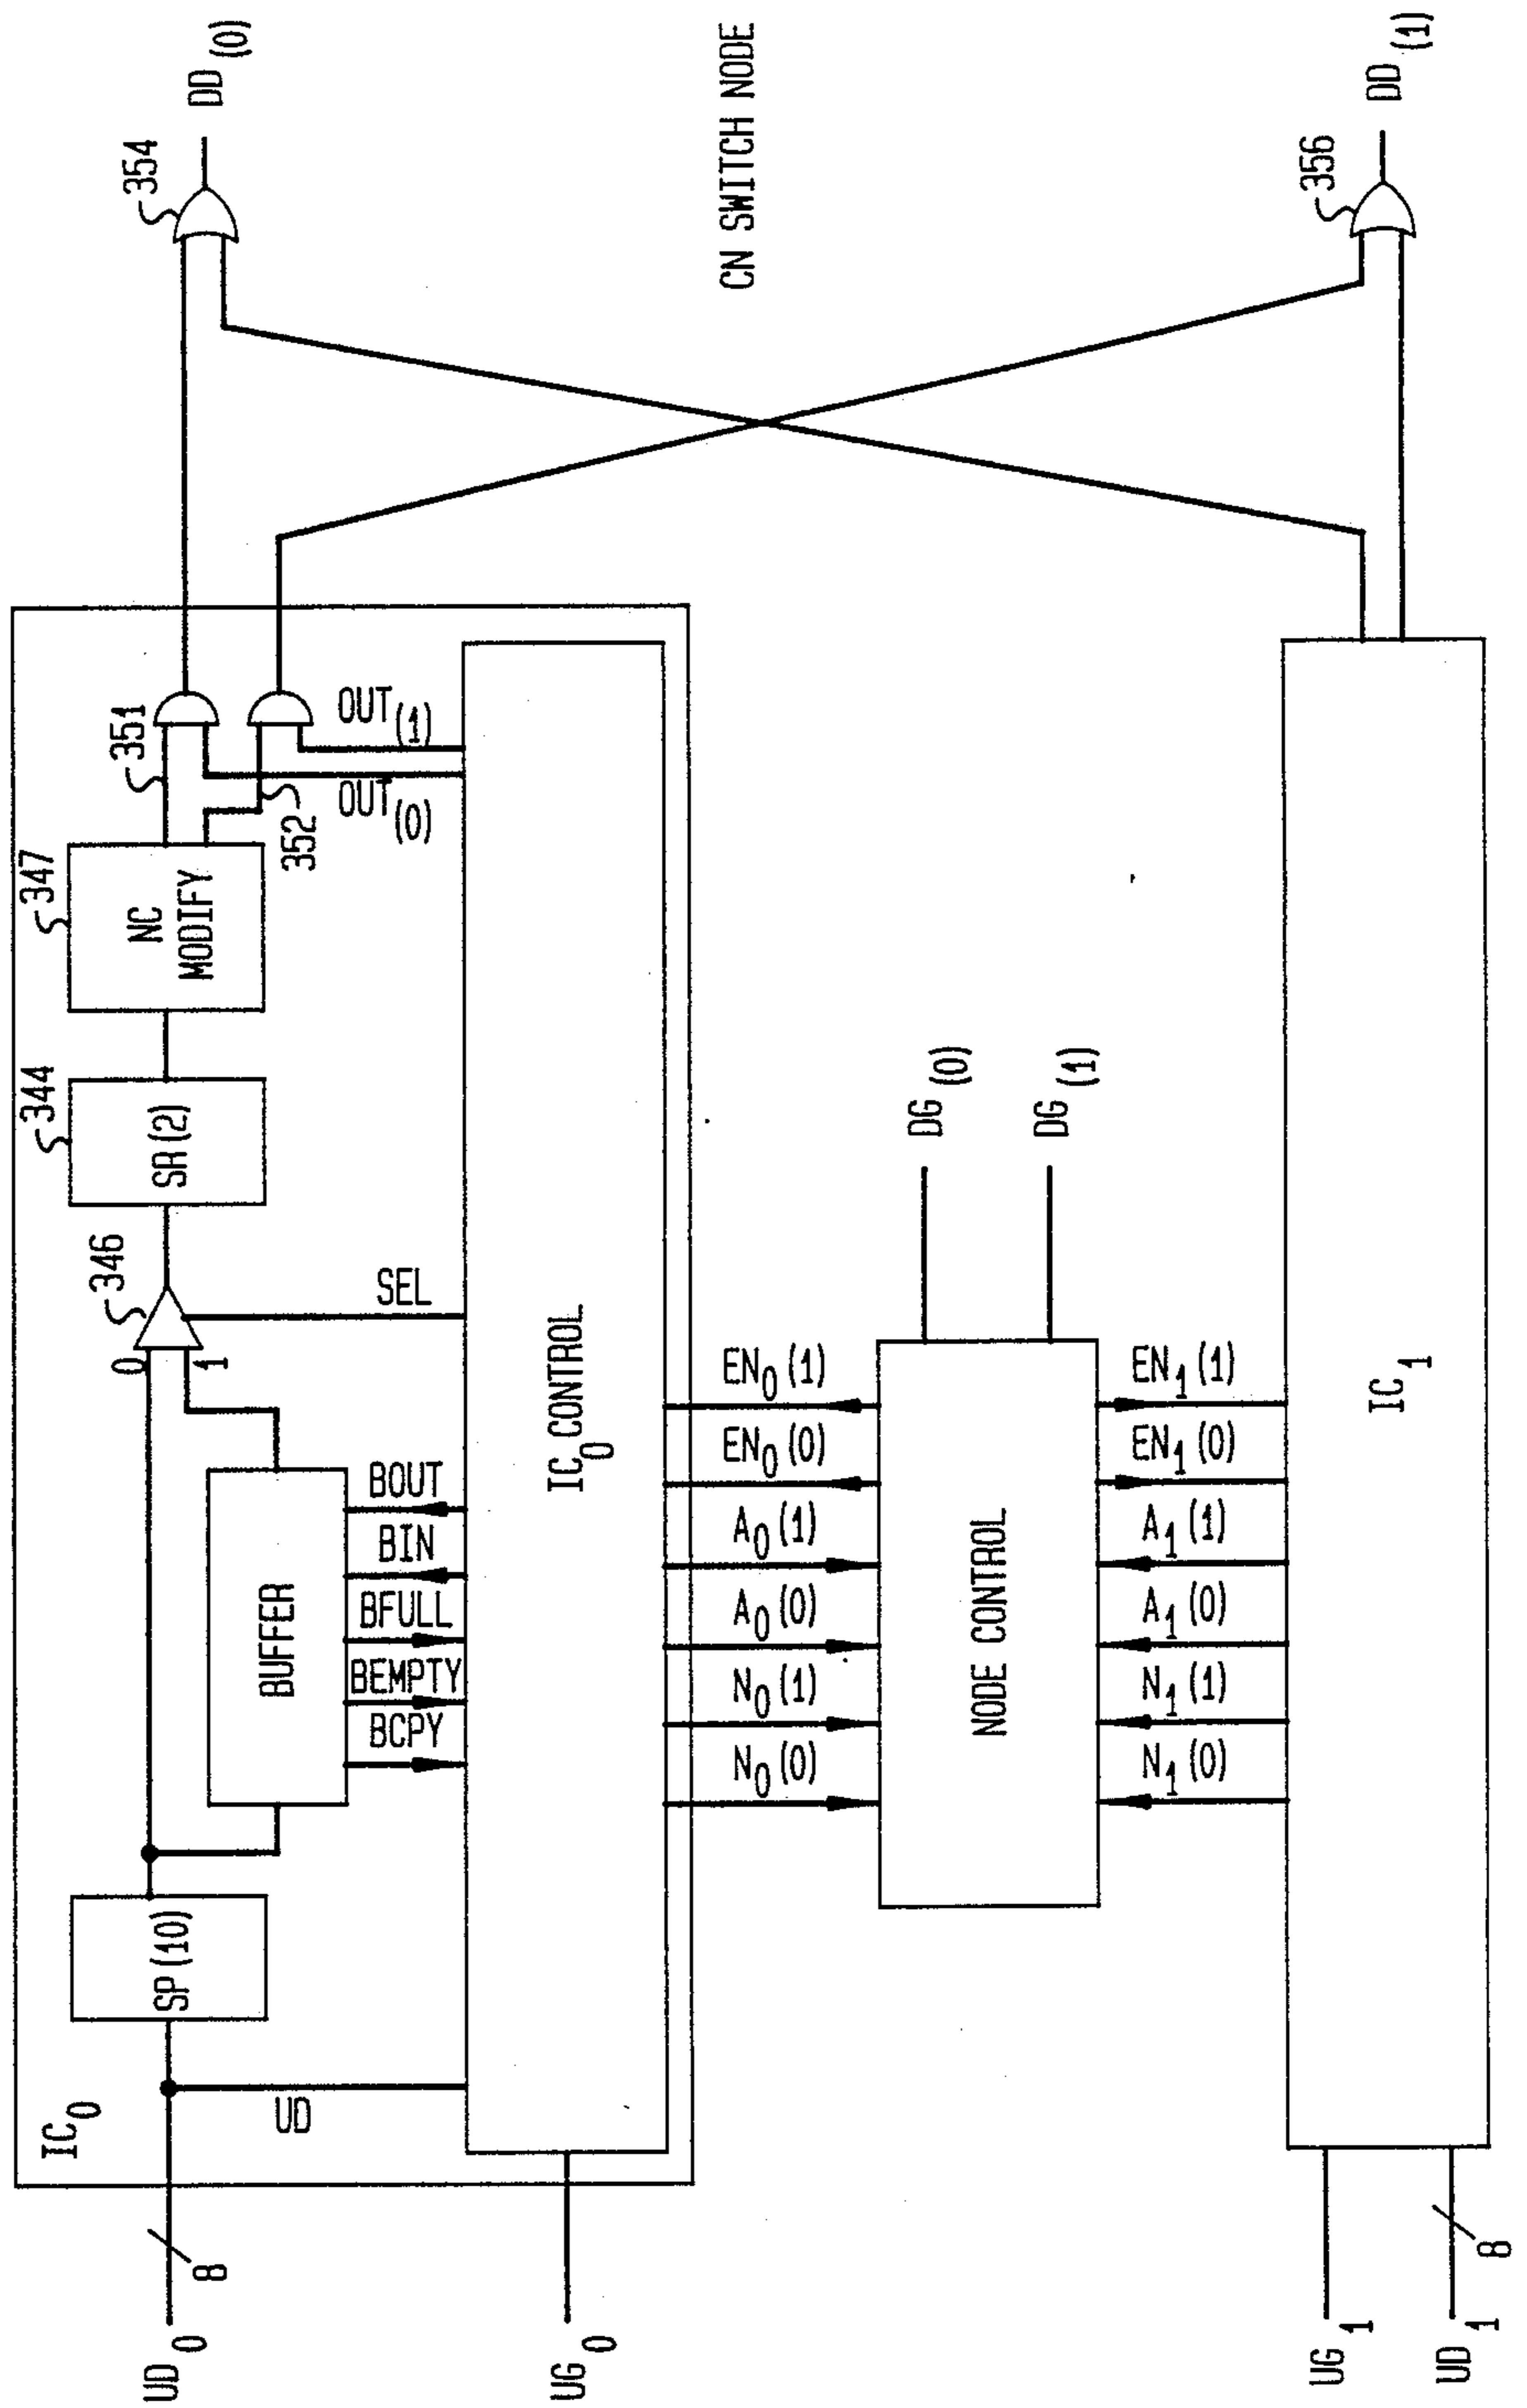 IC0
UD0
8
UD
SP(10)
BUFFER
BCPY
BEMPTY
BFULL
BIN
BOUT
0
1
346
SEL
344
SR(2)
347
NC
MODIFY
351
352
OUT(0)
OUT(1)
354
DD(0)
UG0
IC0 CONTROL
CN SWITCH NODE
N0(0)
N0(1)
A0(0)
A0(1)
EN0(0)
EN0(1)
NODE CONTROL
DG(0)
DG(1)
N1(0)
N1(1)
A1(0)
A1(1)
EN1(0)
EN1(1)
UG1
UD1
8
IC1
356
DD(1)